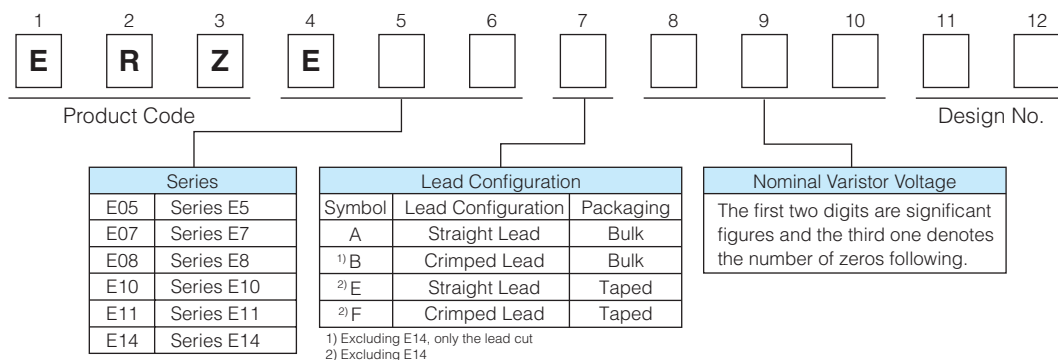 1 2 3 4 5 6 7 8 9 10 11 12
E R Z E
Product Code
Design No.
Series
E05 Series E5
E07 Series E7
E08 Series E8
E10 Series E10
E11 Series E11
E14 Series E14
Lead Configuration
Symbol Lead Configuration Packaging
A Straight Lead Bulk
1) B Crimped Lead Bulk
2) E Straight Lead Taped
2) F Crimped Lead Taped
1) Excluding E14, only the lead cut
2) Excluding E14
Nominal Varistor Voltage
The first two digits are significant
figures and the third one denotes
the number of zeros following.